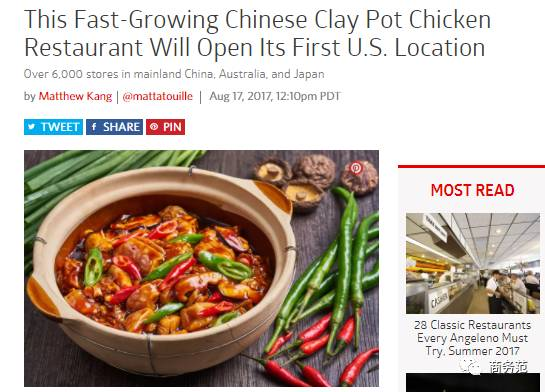 This Fast-Growing Chinese Clay Pot Chicken
Restaurant Will Open Its First U.S. Location
Over 6,000 stores in mainland China, Australia, and Japan
by Matthew Kang | @mattatouille | Aug 17, 2017, 12:10pm PDT
TWEET SHARE PIN
MOST READ
CASHIER
28 Classic Restaurants
Every Angeleno Must
Try, Summer 2017
商务范